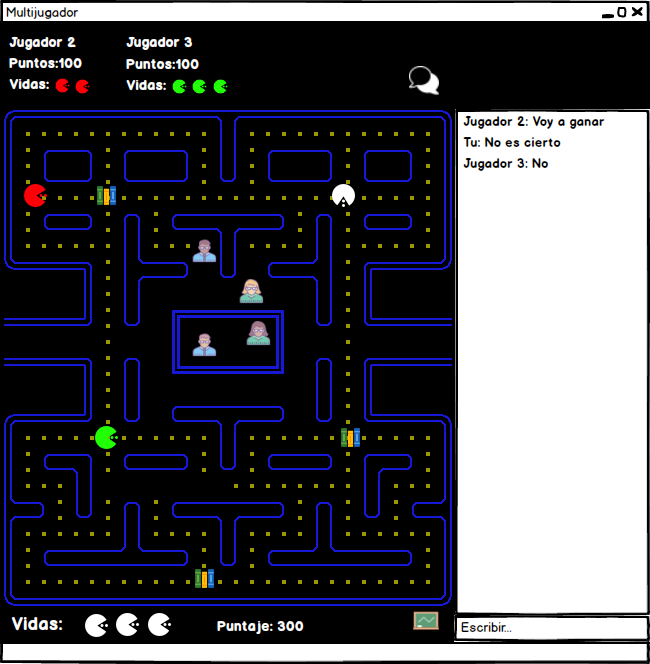 Multijugador
Jugador 2
Puntos:100
Vidas:
Jugador 3
Puntos:100
Vidas:
Jugador 2: Voy a ganar
Tu: No es cierto
Jugador 3: No
Vidas:
Puntaje: 300
Escribir...